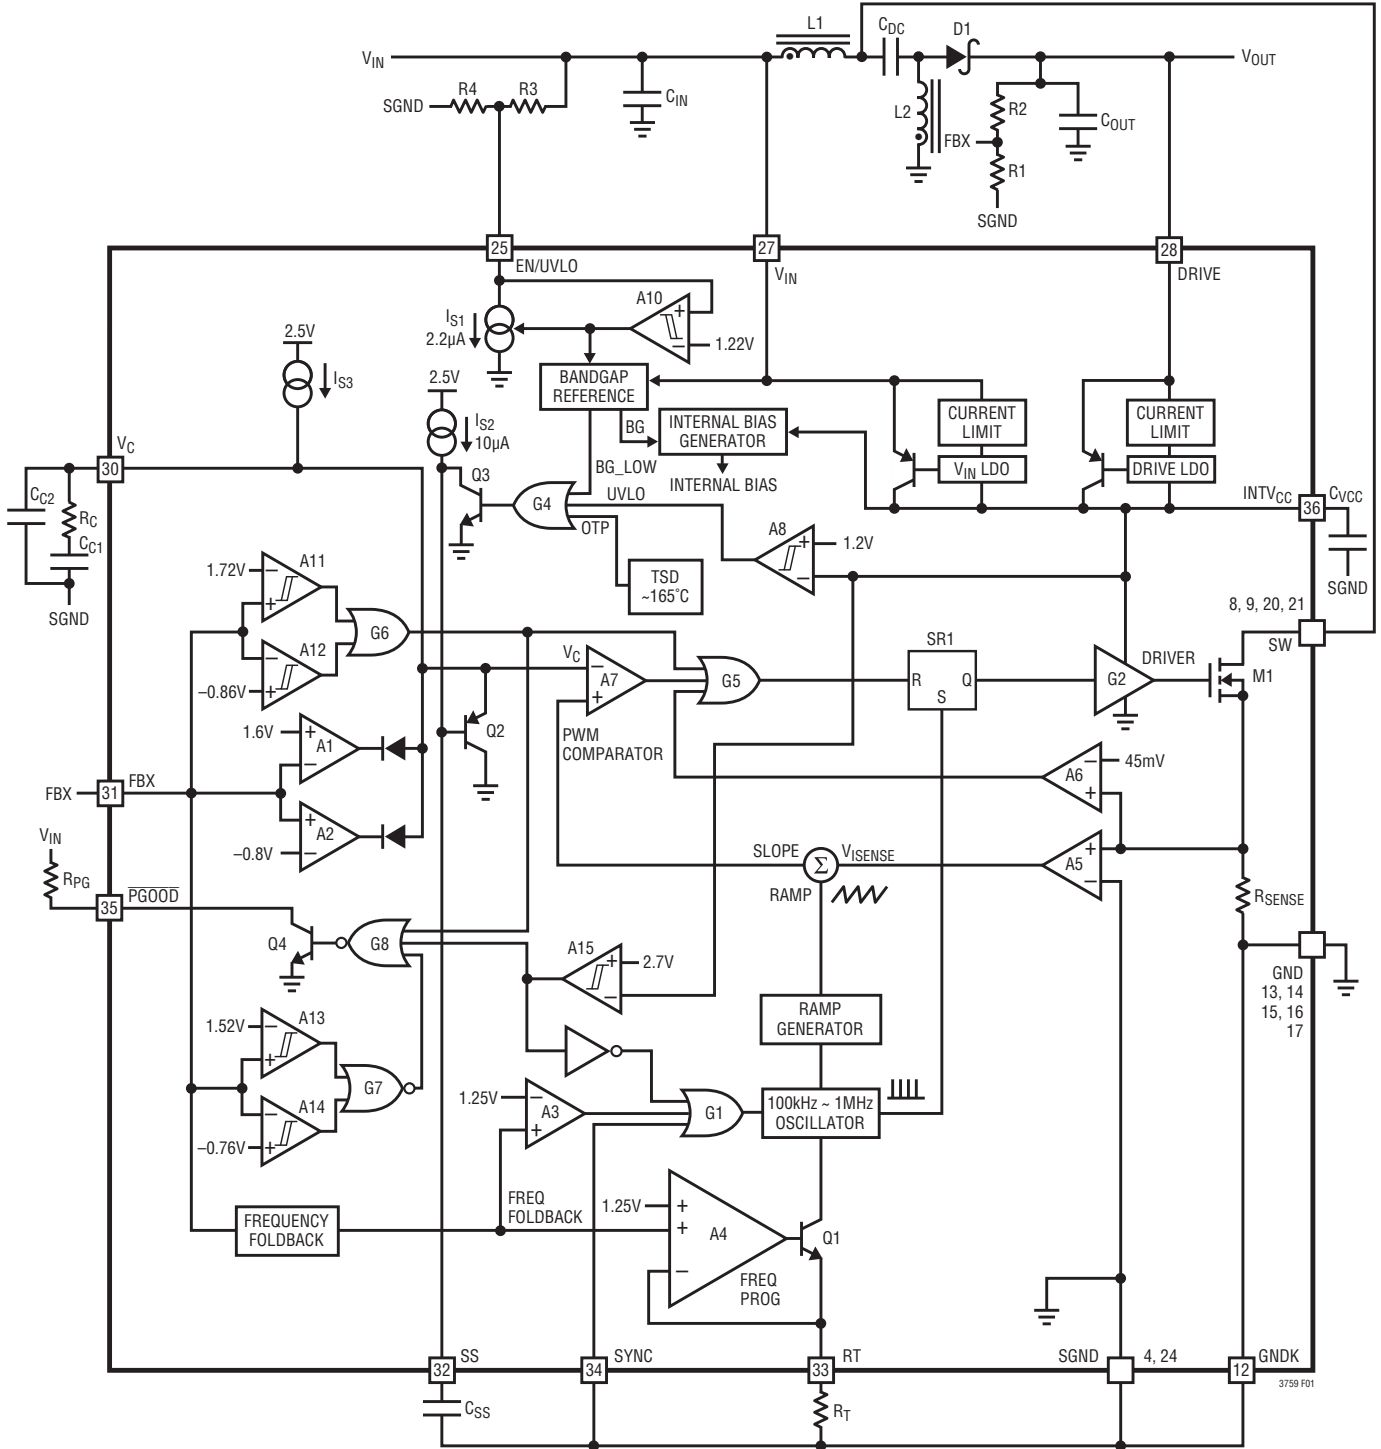 L1
CDC
D1
VIN
VOUT
R4
R3
SGND
CIN
L2
R2
FBX
COUT
R1
SGND
25
27
28
EN/UVLO
VIN
DRIVE
A10
+
−
1.22V
IS1
2.2µA
2.5V
IS3
2.5V
BANDGAP
REFERENCE
CURRENT
LIMIT
CURRENT
LIMIT
IS2
10µA
BG
INTERNAL BIAS
GENERATOR
VC
30
BG_LOW
INTERNAL BIAS
VIN LDO
DRIVE LDO
Q3
G4
UVLO
OTP
INTVCC
36
CVCC
CC2
RC
CC1
SGND
A8
+
−
1.2V
TSD
~165˚C
SGND
A11
1.72V
−
+
G6
A12
−
+
−0.86V
8, 9, 20, 21
SW
SR1
R
Q
S
VC
−
A7
+
G5
G2
DRIVER
M1
PWM
COMPARATOR
1.6V
+
A1
−
Q2
FBX
31
FBX
+
A2
−
−0.8V
−
A6
+
45mV
VIN
RPG
35
PGOOD
SLOPE
Σ
VISENSE
RAMP
+
A5
−
RSENSE
Q4
G8
A15
+
−
2.7V
GND
13, 14
15, 16
17
RAMP
GENERATOR
A13
1.52V
−
+
G7
A14
−
+
−0.76V
1.25V
−
A3
+
G1
100kHz ~ 1MHz
OSCILLATOR
FREQUENCY
FOLDBACK
FREQ
FOLDBACK
1.25V
+
+
A4
−
FREQ
PROG
Q1
32
SS
34
SYNC
33
RT
SGND
4, 24
12
GNDK
3759 F01
CSS
RT